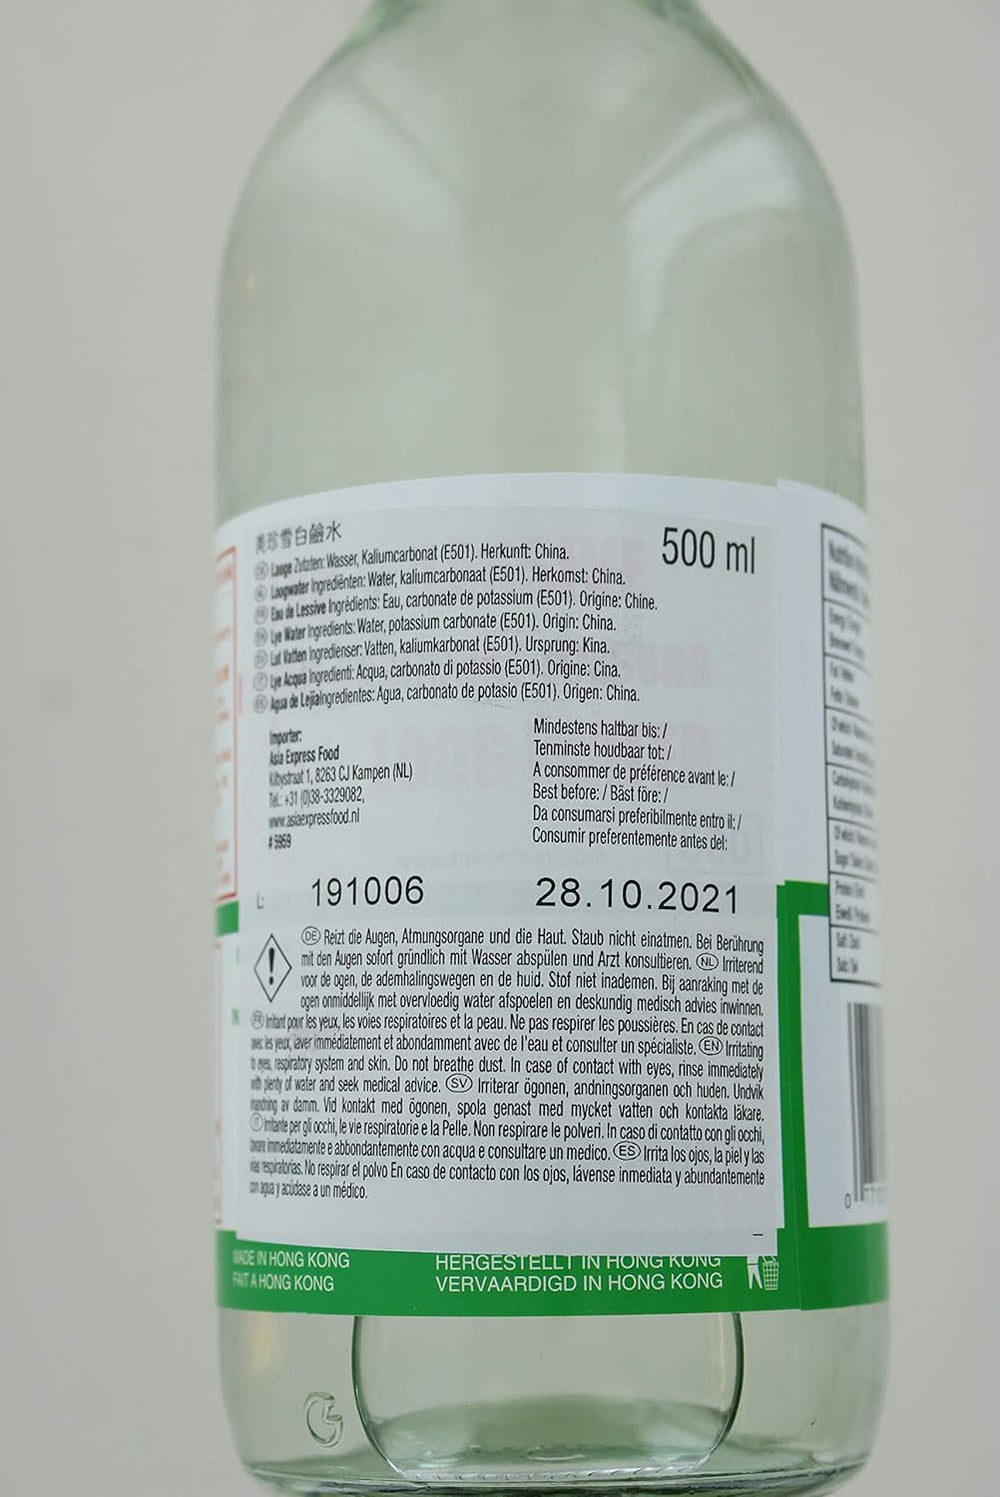 美珍雪白鹼水
500 ml
DE Lauge Zutaten: Wasser, Kaliumcarbonat (E501). Herkunft: China.
NL Loogwater Ingrediënten: Water, kaliumcarbonaat (E501). Herkomst: China.
FR Eau de Lessive Ingrédients: Eau, carbonate de potassium (E501). Origine: Chine.
EN Lye Water Ingredients: Water, potassium carbonate (E501). Origin: China.
SV Lut Vatten Ingredienser: Vatten, kaliumkarbonat (E501). Ursprung: Kina.
IT Lye Acqua Ingredienti: Acqua, carbonato di potassio (E501). Origine: Cina.
ES Agua de LejiaIngredientes: Agua, carbonato de potasio (E501). Origen: China.
Importer:
Asia Express Food
Kilbystraat 1, 8263 CJ Kampen (NL)
Tel.: +31 (0)38-3329082,
www.asiaexpressfood.nl
# 5959
Mindestens haltbar bis: /
Tenminste houdbaar tot: /
A consommer de préférence avant le: /
Best before: / Bäst före: /
Da consumarsi preferibilmente entro il: /
Consumir preferentemente antes del:
L: 191006 28.10.2021
DE Reizt die Augen, Atmungsorgane und die Haut. Staub nicht einatmen. Bei Berührung
mit den Augen sofort gründlich mit Wasser abspülen und Arzt konsultieren. NL Irriterend
voor de ogen, de ademhalingswegen en de huid. Stof niet inademen. Bij aanraking met de
ogen onmiddellijk met overvloedig water afspoelen en deskundig medisch advies inwinnen.
FR Irritant pour les yeux, les voies respiratoires et la peau. Ne pas respirer les poussières. En cas de contact
avec les yeux, laver immédiatement et abondamment avec de l'eau et consulter un spécialiste. EN Irritating
to eyes, respiratory system and skin. Do not breathe dust. In case of contact with eyes, rinse immediately
with plenty of water and seek medical advice. SV Irriterar ögonen, andningsorganen och huden. Undvik
inandning av damm. Vid kontakt med ögonen, spola genast med mycket vatten och kontakta läkare.
IT Irritante per gli occhi, le vie respiratorie e la Pelle. Non respirare le polveri. In caso di contatto con gli occhi,
lavare immediatamente e abbondantemente con acqua e consultare un medico. ES Irrita los ojos, la piel y las
vías respiratorias. No respirar el polvo En caso de contacto con los ojos, lávense inmediata y abundantemente
con agua y acúdase a un médico.
MADE IN HONG KONG
FAIT A HONG KONG
HERGESTELLT IN HONG KONG
VERVAARDIGD IN HONG KONG